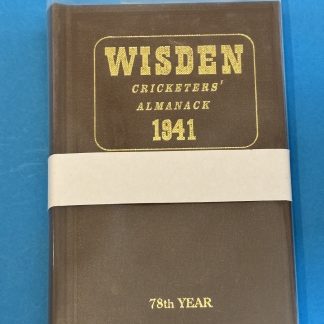 WISDEN
CRICKETERS'
ALMANACK
1941
78th YEAR